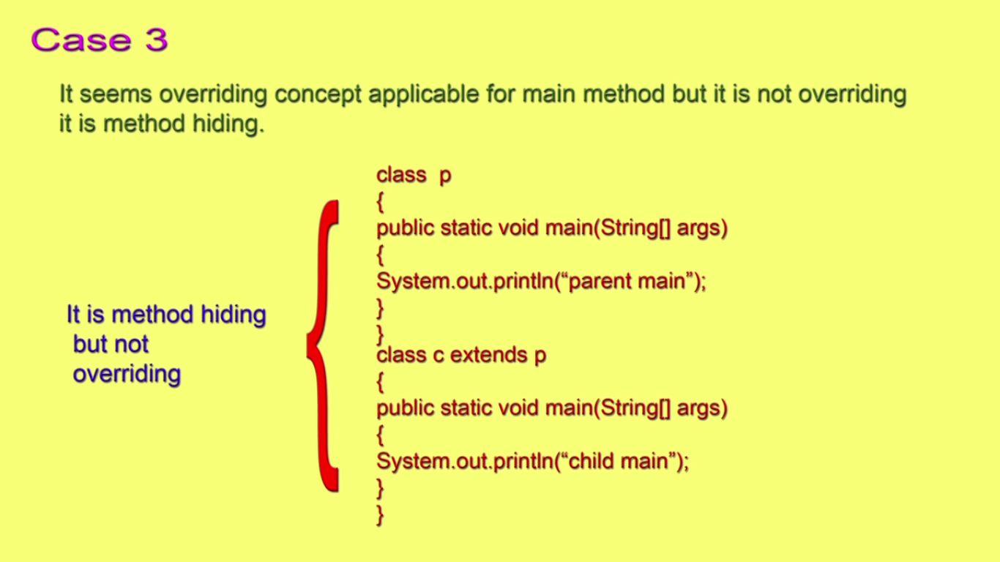 Case 3
It seems overriding concept applicable for main method but it is not overriding
it is method hiding.
It is method hiding
but not
overriding
class  p
{
public static void main(String[] args)
{
System.out.println(“parent main”);
}
}
class c extends p
{
public static void main(String[] args)
{
System.out.println(“child main”);
}
}